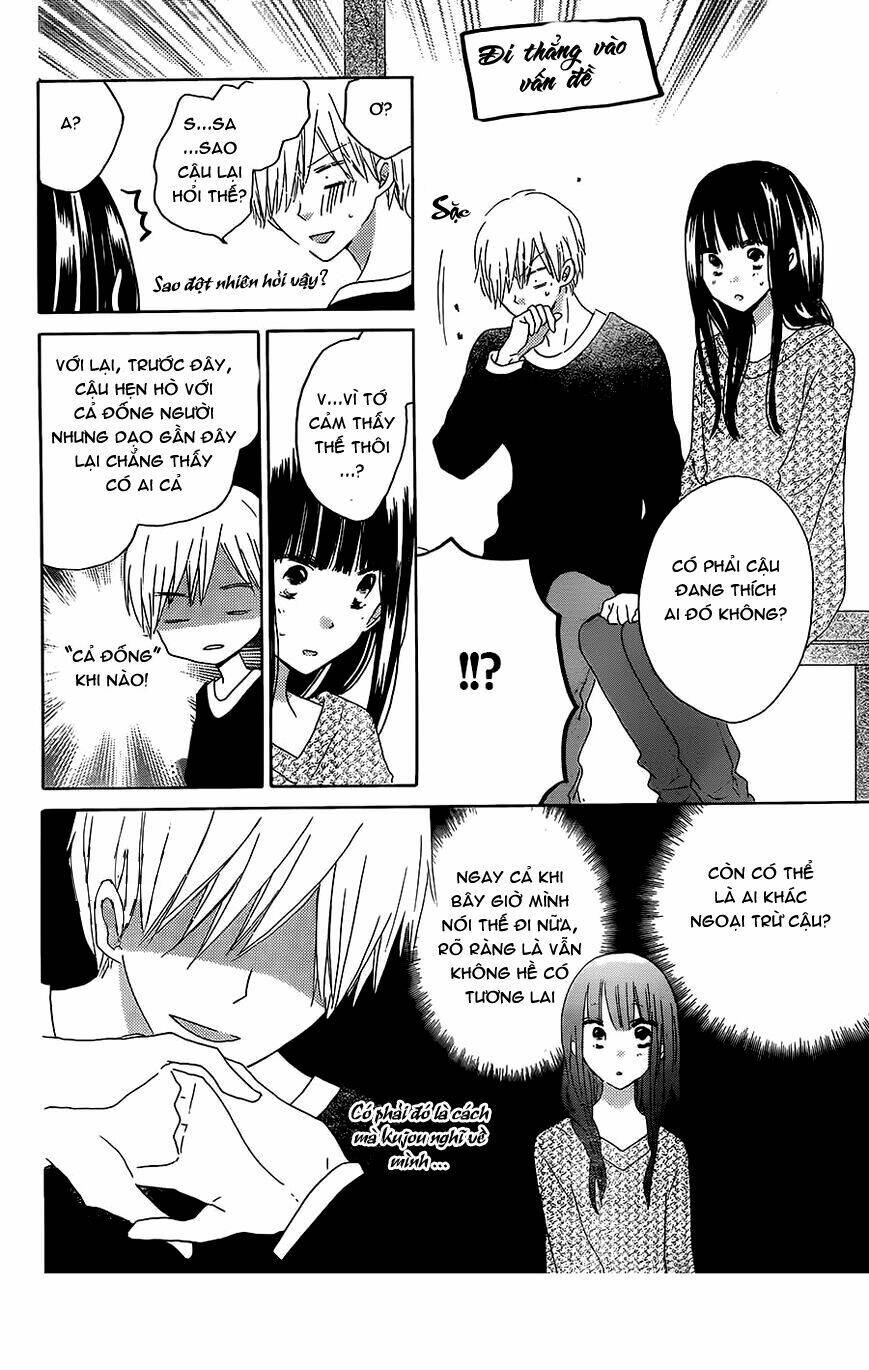 Đi thẳng vào
vấn đề
Sặc
CÓ PHẢI CẬU
ĐANG THÍCH
AI ĐÓ KHÔNG?
!!?
Ơ?
S...SA
...SAO
CẬU LẠI
HỎI THẾ?
A?
Sao đột nhiên hỏi vậy?
V...VÌ TỚ
CẢM THẤY
THẾ THÔI
...?
VỚI LẠI, TRƯỚC ĐÂY,
CẬU HẸN HÒ VỚI
CẢ ĐỐNG NGƯỜI
NHƯNG DẠO GẦN ĐÂY
LẠI CHẲNG THẤY
CÓ AI CẢ
"CẢ ĐỐNG"
KHI NÀO!
CÒN CÓ THỂ
LÀ AI KHÁC
NGOẠI TRỪ CẬU?
NGAY CẢ KHI
BÂY GIỜ MÌNH
NÓI THẾ ĐI NỮA,
RÕ RÀNG LÀ VẪN
KHÔNG HỀ CÓ
TƯƠNG LAI
Có phải đó là cách
mà kujou nghĩ về
mình ...